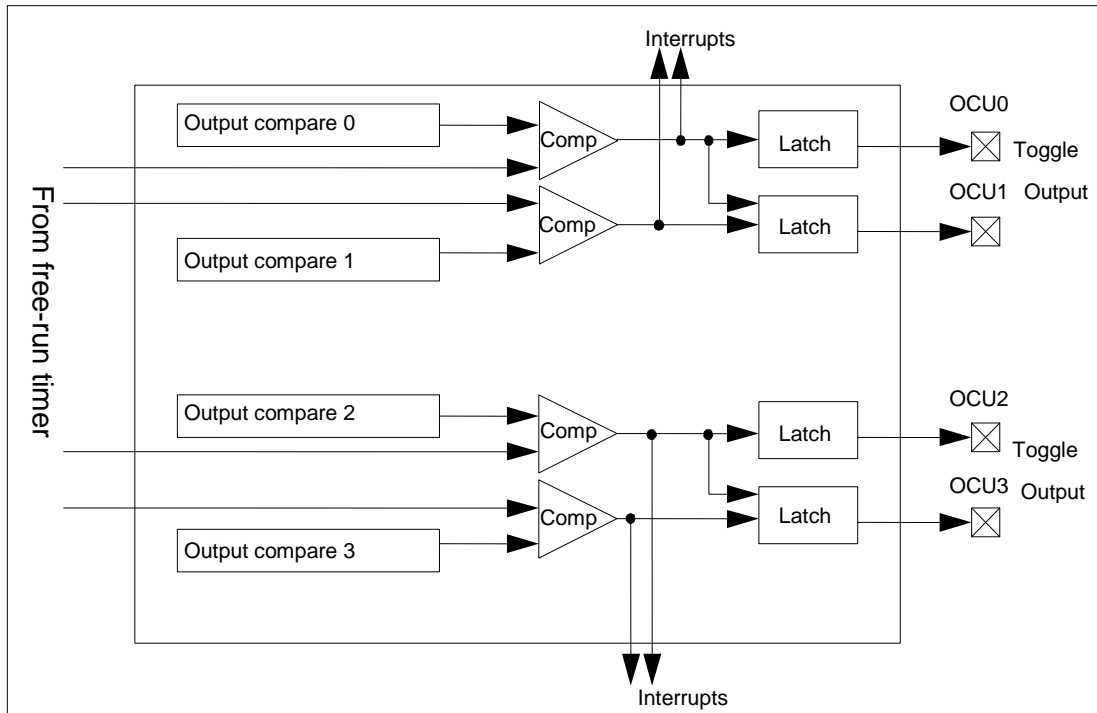 Interrupts
OCU0
Output compare 0
Comp
Latch
Toggle
OCU1 Output
Comp
Latch
Output compare 1
From free-run timer
OCU2
Output compare 2
Comp
Latch
Toggle
OCU3 Output
Comp
Latch
Output compare 3
Interrupts